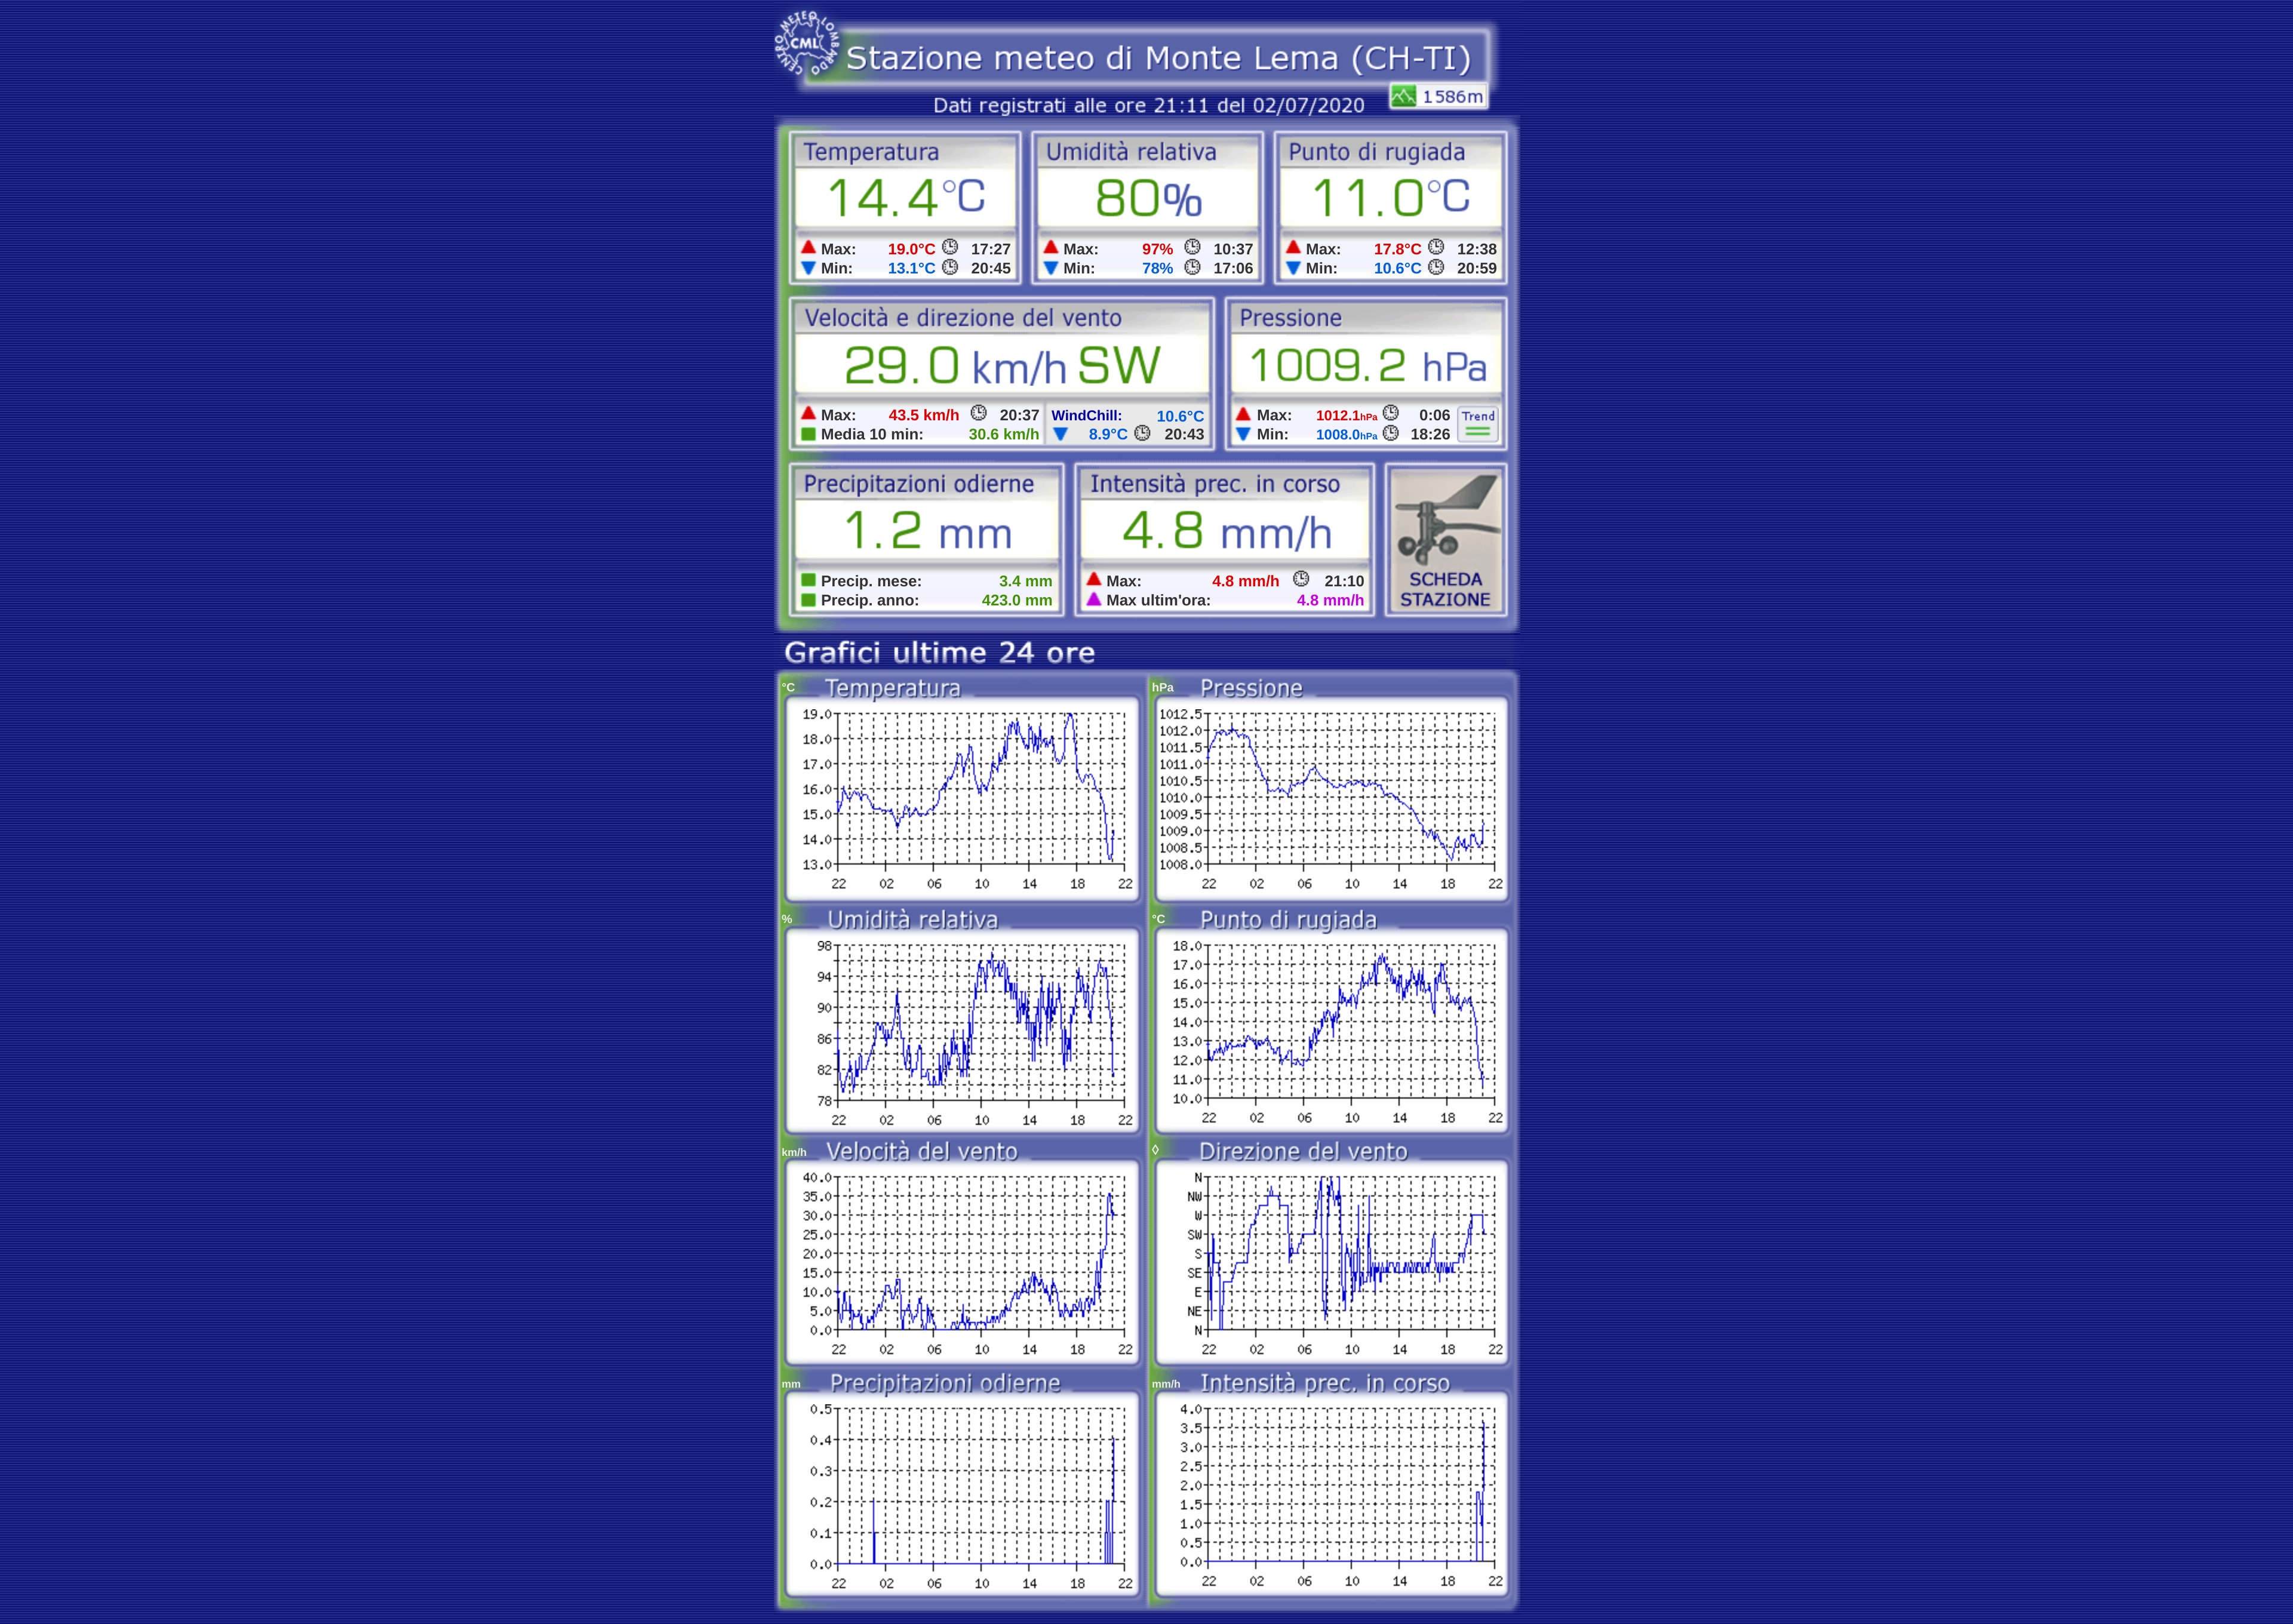 CENTRO METEO LOMBARDO
CML
Stazione meteo di Monte Lema (CH-TI)
Dati registrati alle ore 21:11 del 02/07/2020
1586m
Temperatura
14.4°C
Max: 19.0°C 17:27
Min: 13.1°C 20:45
Umidità relativa
80%
Max: 97% 10:37
Min: 78% 17:06
Punto di rugiada
11.0°C
Max: 17.8°C 12:38
Min: 10.6°C 20:59
Velocità e direzione del vento
29.0 km/h SW
Max: 43.5 km/h 20:37
Media 10 min: 30.6 km/h
WindChill: 10.6°C
8.9°C 20:43
Pressione
1009.2 hPa
Max: 1012.1hPa 0:06
Min: 1008.0hPa 18:26
Trend
Precipitazioni odierne
1.2 mm
Precip. mese: 3.4 mm
Precip. anno: 423.0 mm
Intensità prec. in corso
4.8 mm/h
Max: 4.8 mm/h 21:10
Max ultim'ora: 4.8 mm/h
SCHEDA
STAZIONE
Grafici ultime 24 ore
°C Temperatura
19.0
18.0
17.0
16.0
15.0
14.0
13.0
22 02 06 10 14 18 22
hPa Pressione
1012.5
1012.0
1011.5
1011.0
1010.5
1010.0
1009.5
1009.0
1008.5
1008.0
22 02 06 10 14 18 22
% Umidità relativa
98
94
90
86
82
78
22 02 06 10 14 18 22
°C Punto di rugiada
18.0
17.0
16.0
15.0
14.0
13.0
12.0
11.0
10.0
22 02 06 10 14 18 22
km/h Velocità del vento
40.0
35.0
30.0
25.0
20.0
15.0
10.0
5.0
0.0
22 02 06 10 14 18 22
◊ Direzione del vento
N
NW
W
SW
S
SE
E
NE
N
22 02 06 10 14 18 22
mm Precipitazioni odierne
0.5
0.4
0.3
0.2
0.1
0.0
22 02 06 10 14 18 22
mm/h Intensità prec. in corso
4.0
3.5
3.0
2.5
2.0
1.5
1.0
0.5
0.0
22 02 06 10 14 18 22